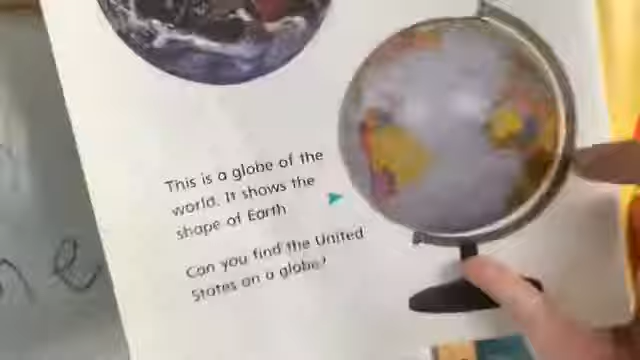 This is a globe of the
world. It shows the
shape of Earth
Can you find the United
States on a globe?